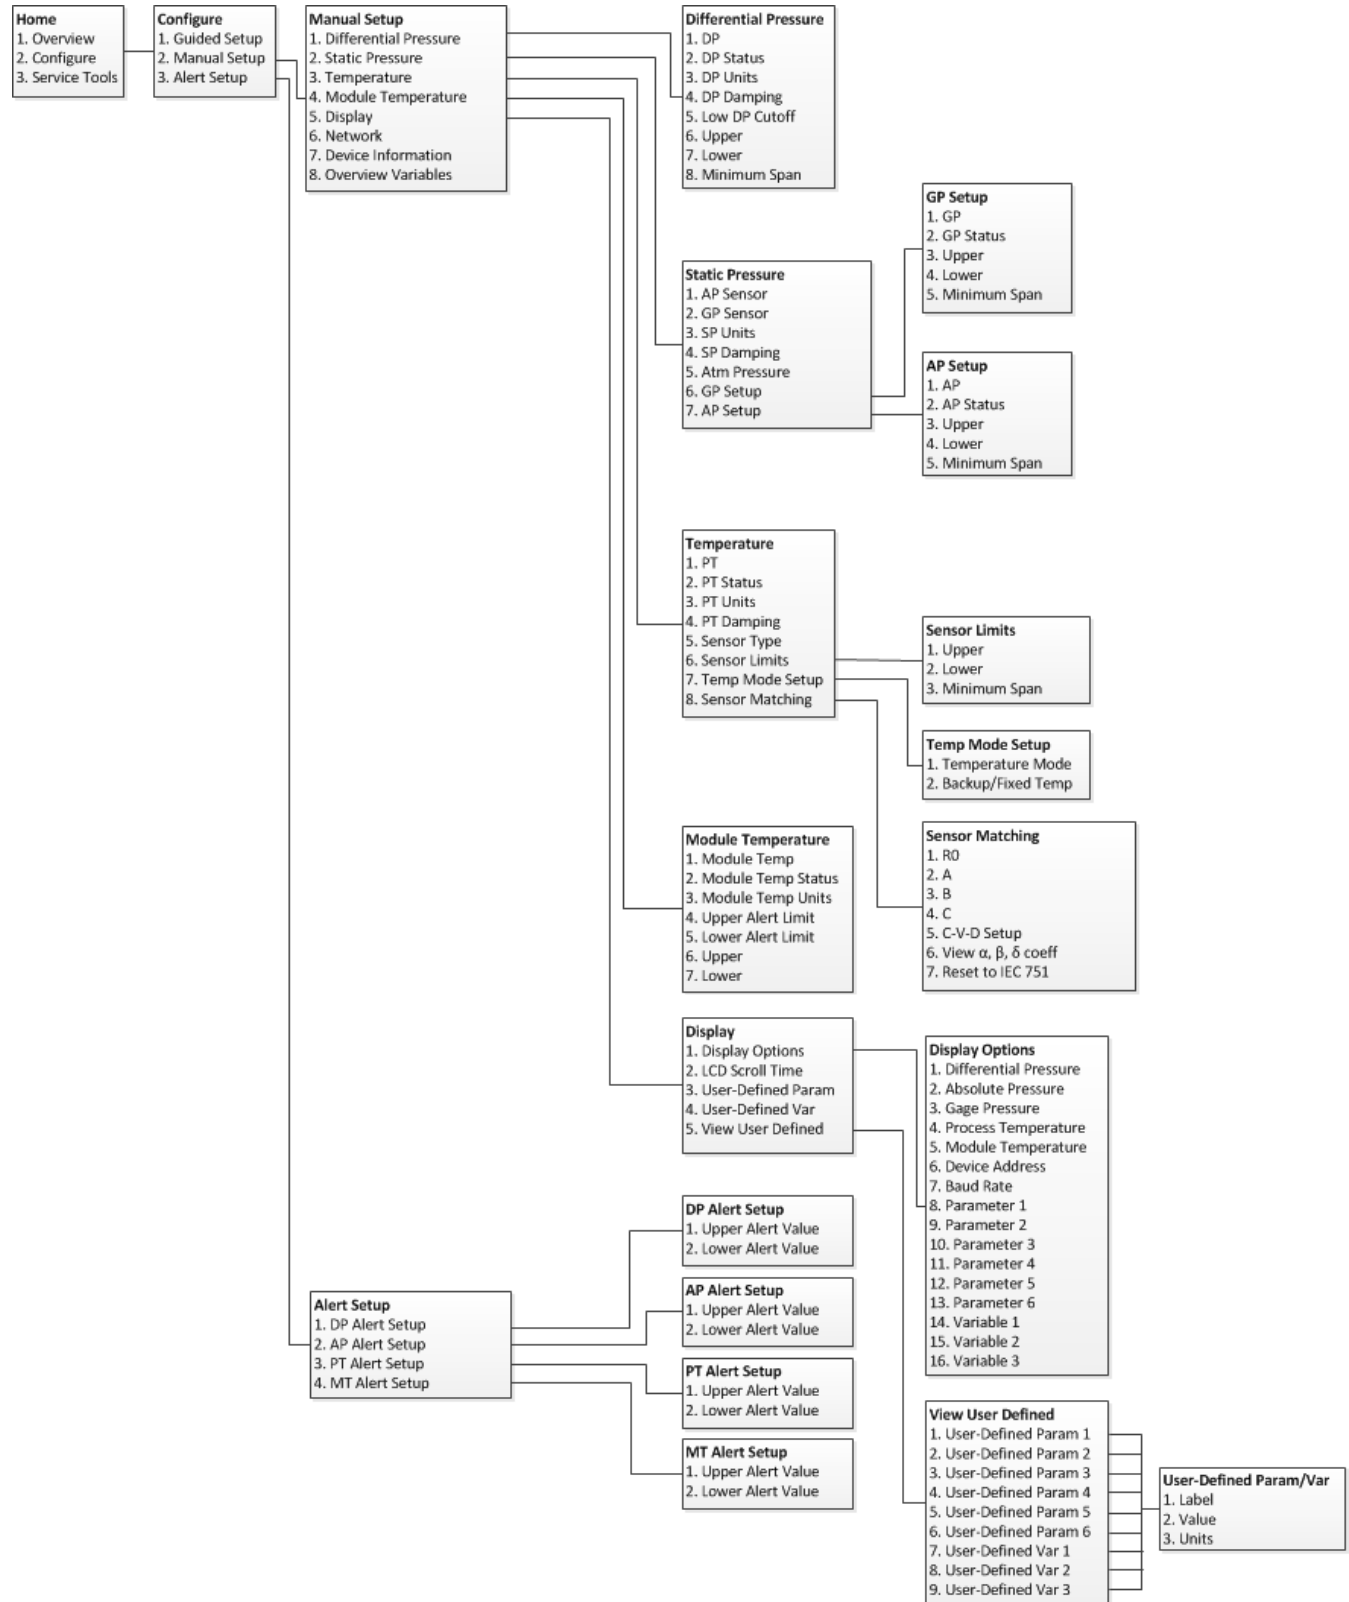 Home
1. Overview
2. Configure
3. Service Tools
Configure
1. Guided Setup
2. Manual Setup
3. Alert Setup
Manual Setup
1. Differential Pressure
2. Static Pressure
3. Temperature
4. Module Temperature
5. Display
6. Network
7. Device Information
8. Overview Variables
Differential Pressure
1. DP
2. DP Status
3. DP Units
4. DP Damping
5. Low DP Cutoff
6. Upper
7. Lower
8. Minimum Span
GP Setup
1. GP
2. GP Status
3. Upper
4. Lower
5. Minimum Span
Static Pressure
1. AP Sensor
2. GP Sensor
3. SP Units
4. SP Damping
5. Atm Pressure
6. GP Setup
7. AP Setup
AP Setup
1. AP
2. AP Status
3. Upper
4. Lower
5. Minimum Span
Temperature
1. PT
2. PT Status
3. PT Units
4. PT Damping
5. Sensor Type
6. Sensor Limits
7. Temp Mode Setup
8. Sensor Matching
Sensor Limits
1. Upper
2. Lower
3. Minimum Span
Temp Mode Setup
1. Temperature Mode
2. Backup/Fixed Temp
Sensor Matching
1. R0
2. A
3. B
4. C
5. C-V-D Setup
6. View α, β, δ coeff
7. Reset to IEC 751
Module Temperature
1. Module Temp
2. Module Temp Status
3. Module Temp Units
4. Upper Alert Limit
5. Lower Alert Limit
6. Upper
7. Lower
Display
1. Display Options
2. LCD Scroll Time
3. User-Defined Param
4. User-Defined Var
5. View User Defined
Display Options
1. Differential Pressure
2. Absolute Pressure
3. Gage Pressure
4. Process Temperature
5. Module Temperature
6. Device Address
7. Baud Rate
8. Parameter 1
9. Parameter 2
10. Parameter 3
11. Parameter 4
12. Parameter 5
13. Parameter 6
14. Variable 1
15. Variable 2
16. Variable 3
Alert Setup
1. DP Alert Setup
2. AP Alert Setup
3. PT Alert Setup
4. MT Alert Setup
DP Alert Setup
1. Upper Alert Value
2. Lower Alert Value
AP Alert Setup
1. Upper Alert Value
2. Lower Alert Value
PT Alert Setup
1. Upper Alert Value
2. Lower Alert Value
MT Alert Setup
1. Upper Alert Value
2. Lower Alert Value
View User Defined
1. User-Defined Param 1
2. User-Defined Param 2
3. User-Defined Param 3
4. User-Defined Param 4
5. User-Defined Param 5
6. User-Defined Param 6
7. User-Defined Var 1
8. User-Defined Var 2
9. User-Defined Var 3
User-Defined Param/Var
1. Label
2. Value
3. Units